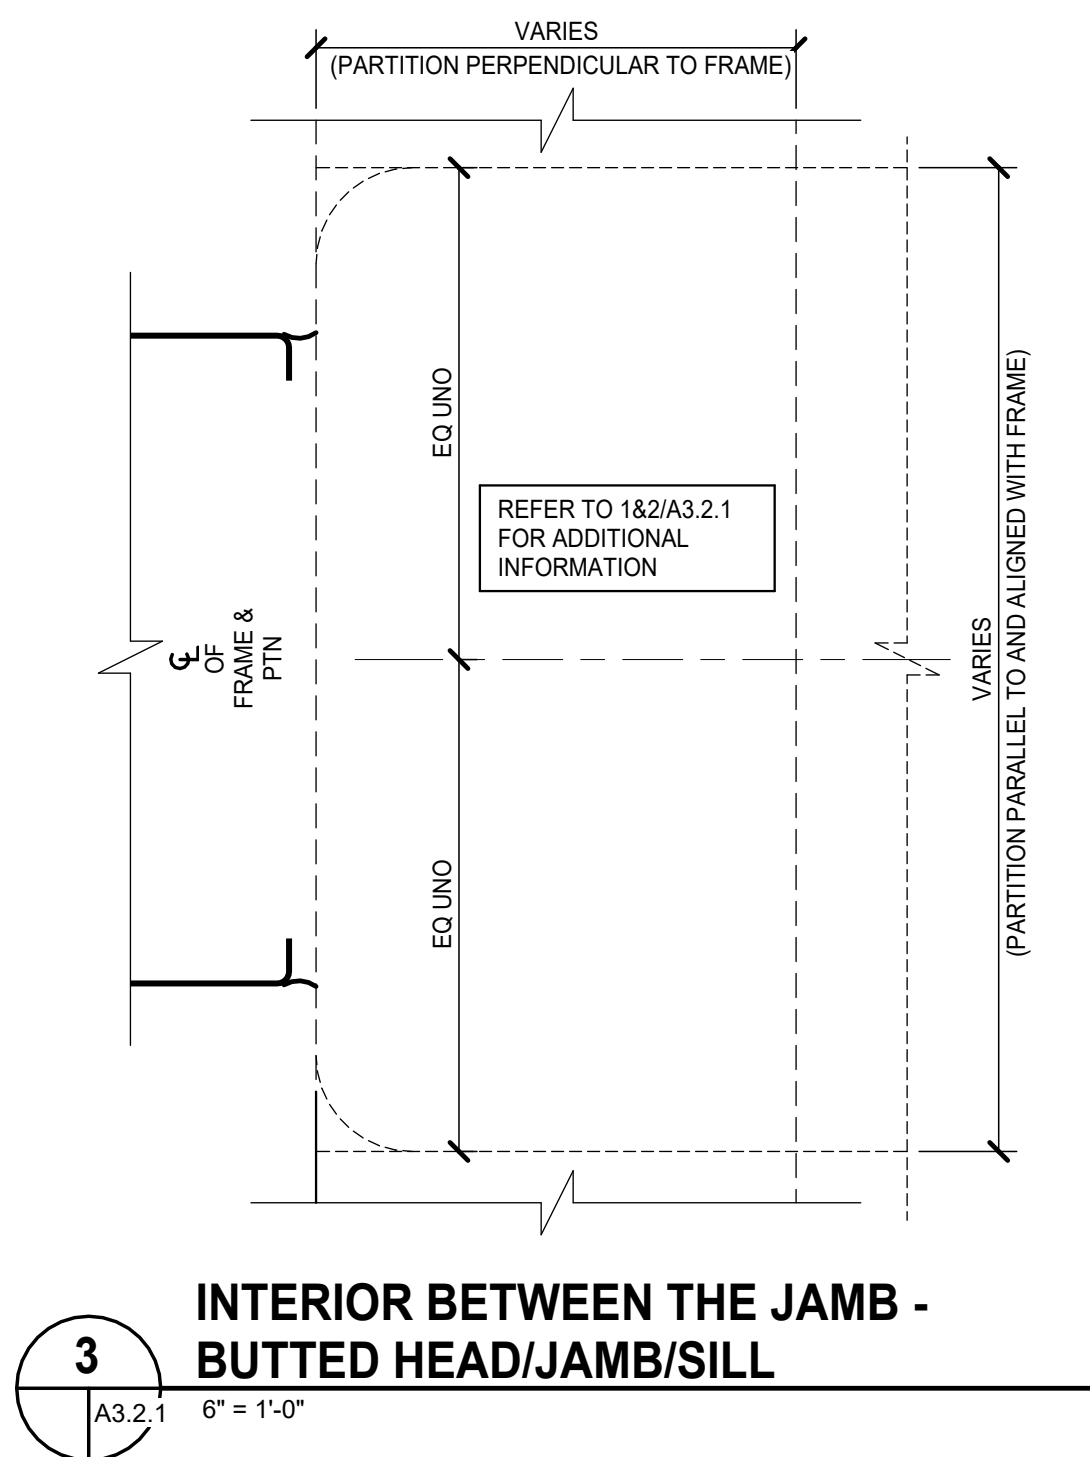 VARIES
(PARTITION PERPENDICULAR TO FRAME)
EQ UNO
REFER TO 1&2/A3.2.1
FOR ADDITIONAL
INFORMATION
CL
OF
FRAME &
PTN
VARIES
(PARTITION PARALLEL TO AND ALIGNED WITH FRAME)
EQ UNO
INTERIOR BETWEEN THE JAMB -
BUTTED HEAD/JAMB/SILL
3
A3.2.1
6" = 1'-0"